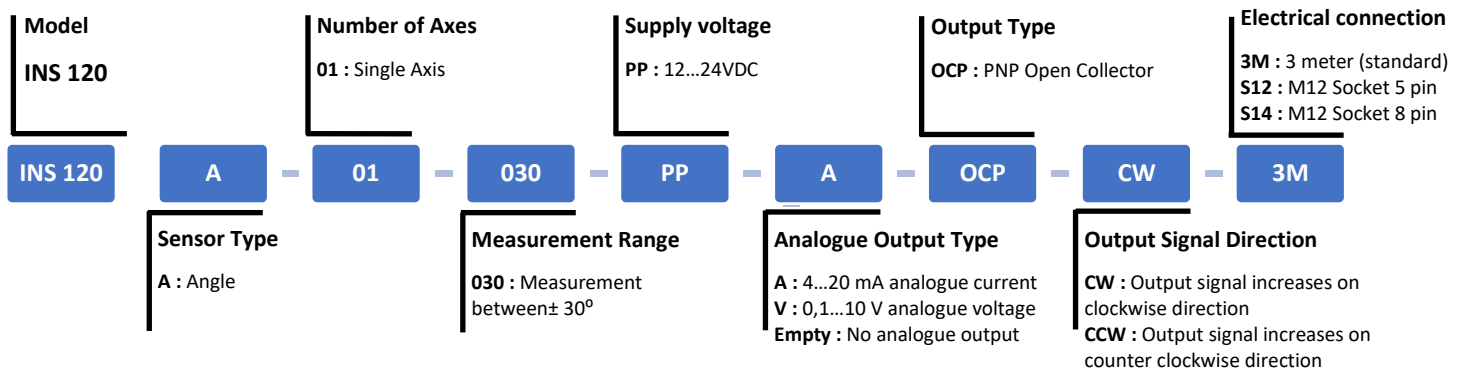 Model
INS 120
Number of Axes
01 : Single Axis
Supply voltage
PP : 12...24VDC
Output Type
OCP : PNP Open Collector
Electrical connection
3M : 3 meter (standard)
S12 : M12 Socket 5 pin
S14 : M12 Socket 8 pin
INS 120 A - 01 - 030 - PP - A - OCP - CW - 3M
Sensor Type
A : Angle
Measurement Range
030 : Measurement
between± 30⁰
Analogue Output Type
A : 4...20 mA analogue current
V : 0,1...10 V analogue voltage
Empty : No analogue output
Output Signal Direction
CW : Output signal increases on
clockwise direction
CCW : Output signal increases on
counter clockwise direction